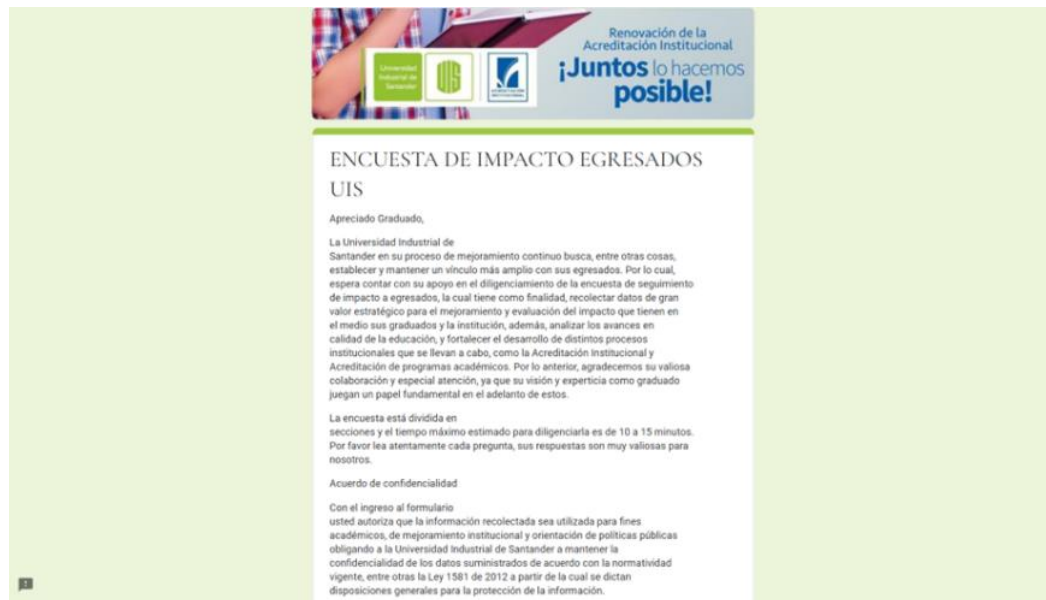 Renovación de la
Acreditación Institucional
¡Juntos lo hacemos
posible!
Universidad
Industrial de
Santander
UIS
ENCUESTA DE IMPACTO EGRESADOS
UIS
Apreciado Graduado,
La Universidad Industrial de
Santander en su proceso de mejoramiento continuo busca, entre otras cosas,
establecer y mantener un vínculo más amplio con sus egresados. Por lo cual,
espera contar con su apoyo en el diligenciamiento de la encuesta de seguimiento
de impacto a egresados, la cual tiene como finalidad, recolectar datos de gran
valor estratégico para el mejoramiento y evaluación del impacto que tienen en
el medio sus graduados y la institución, además, analizar los avances en
calidad de la educación, y fortalecer el desarrollo de distintos procesos
institucionales que se llevan a cabo, como la Acreditación Institucional y
Acreditación de programas académicos. Por lo anterior, agradecemos su valiosa
colaboración y especial atención, ya que su visión y experticia como graduado
juegan un papel fundamental en el adelanto de estos.
La encuesta está dividida en
secciones y el tiempo máximo estimado para diligenciarla es de 10 a 15 minutos.
Por favor lea atentamente cada pregunta, sus respuestas son muy valiosas para
nosotros.
Acuerdo de confidencialidad
Con el ingreso al formulario
usted autoriza que la información recolectada sea utilizada para fines
académicos, de mejoramiento institucional y orientación de políticas públicas
obligando a la Universidad Industrial de Santander a mantener la
confidencialidad de los datos suministrados de acuerdo con la normatividad
vigente, entre otras la Ley 1581 de 2012 a partir de la cual se dictan
disposiciones generales para la protección de la información.